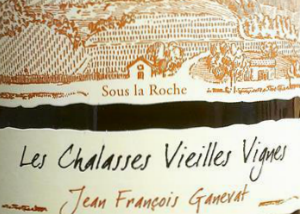 Sous la Roche
Les Chalasses Vieilles Vignes
Jean François Ganevat